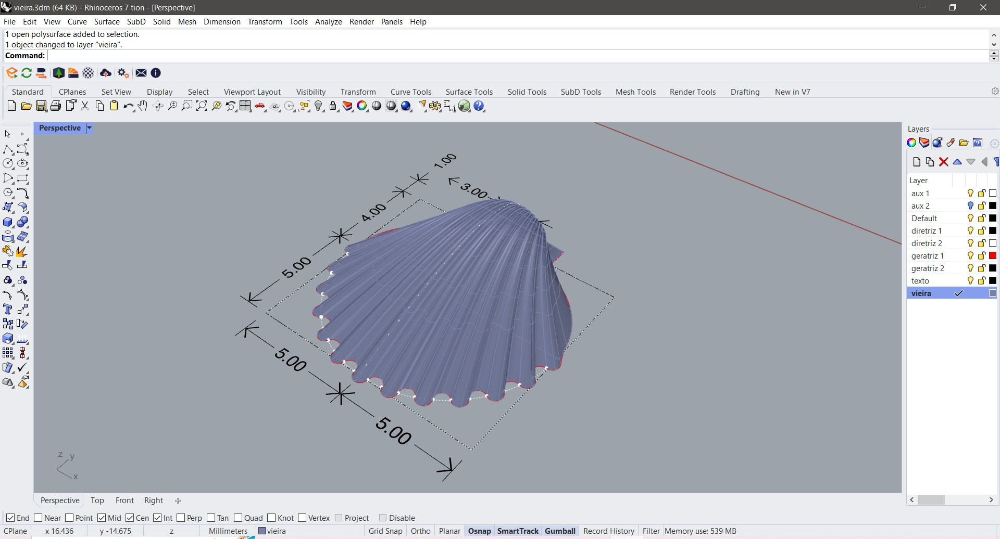 vieira.3dm (64 KB) - Rhinoceros 7 tion - [Perspective]
File Edit View Curve Surface SubD Solid Mesh Dimension Transform Tools Analyze Render Panels Help
1 open polysurface added to selection.
1 object changed to layer "vieira".
Command:
Standard CPlanes Set View Display Select Viewport Layout Visibility Transform Curve Tools Surface Tools Solid Tools SubD Tools Mesh Tools Render Tools Drafting New in V7
Perspective
Layers
Layer
aux 1
aux 2
Default
diretriz 1
diretriz 2
geratriz 1
geratriz 2
texto
vieira
1.00
3.00
4.00
5.00
5.00
5.00
z y
x
Perspective Top Front Right
End Near Point Mid Cen Int Perp Tan Quad Knot Vertex Project Disable
CPlane x 16.436 y -14.675 z Millimeters vieira Grid Snap Ortho Planar Osnap SmartTrack Gumball Record History Filter Memory use: 539 MB